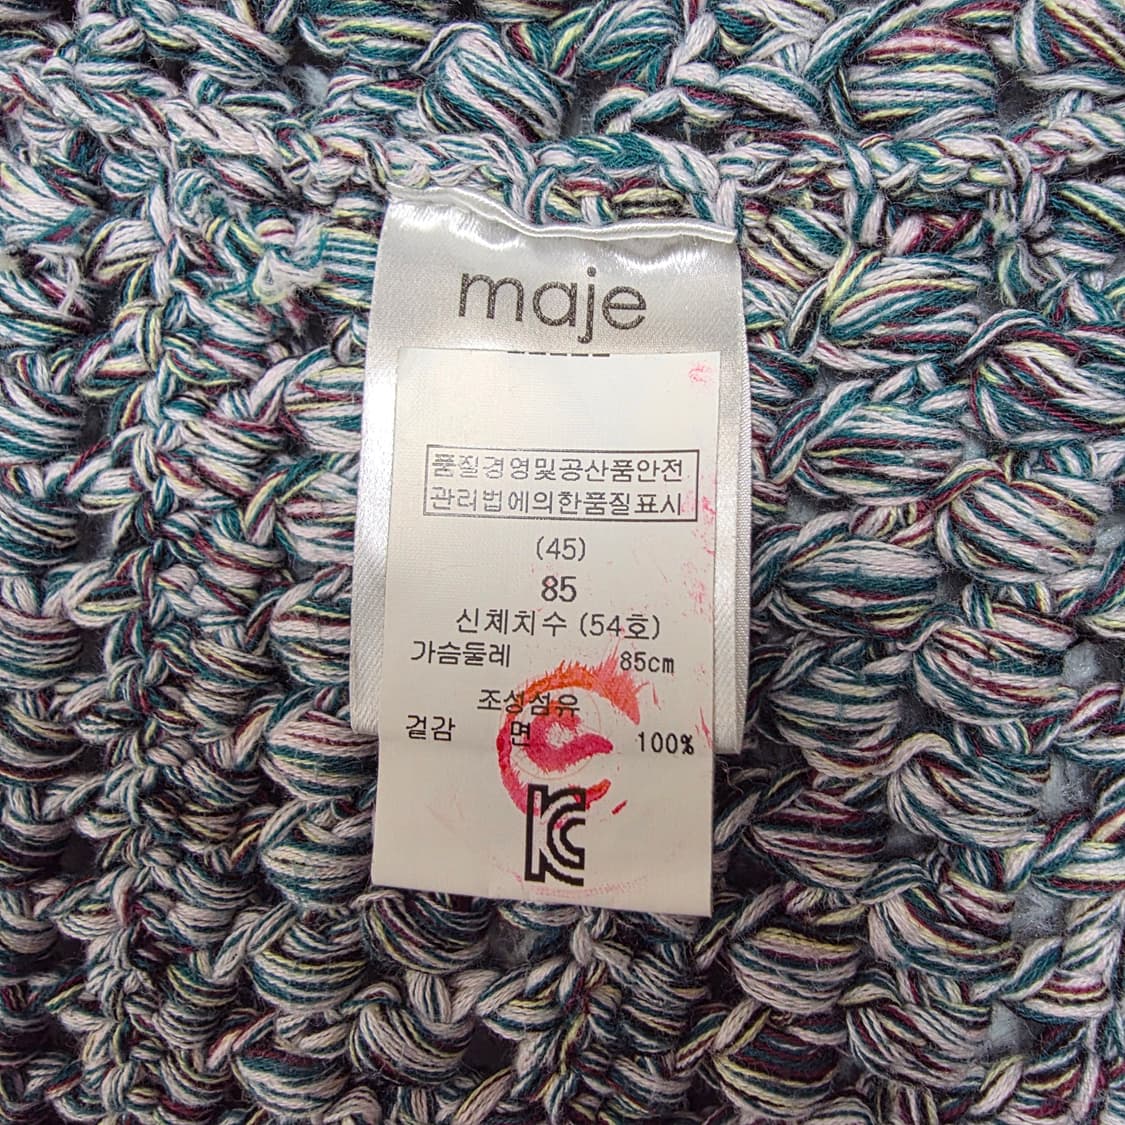 maje
품질경영및공산품안전
관리법에의한품질표시
(45)
85
신체치수 (54호)
가슴둘레 85cm
조성섬유
겉감 면 100%
KC